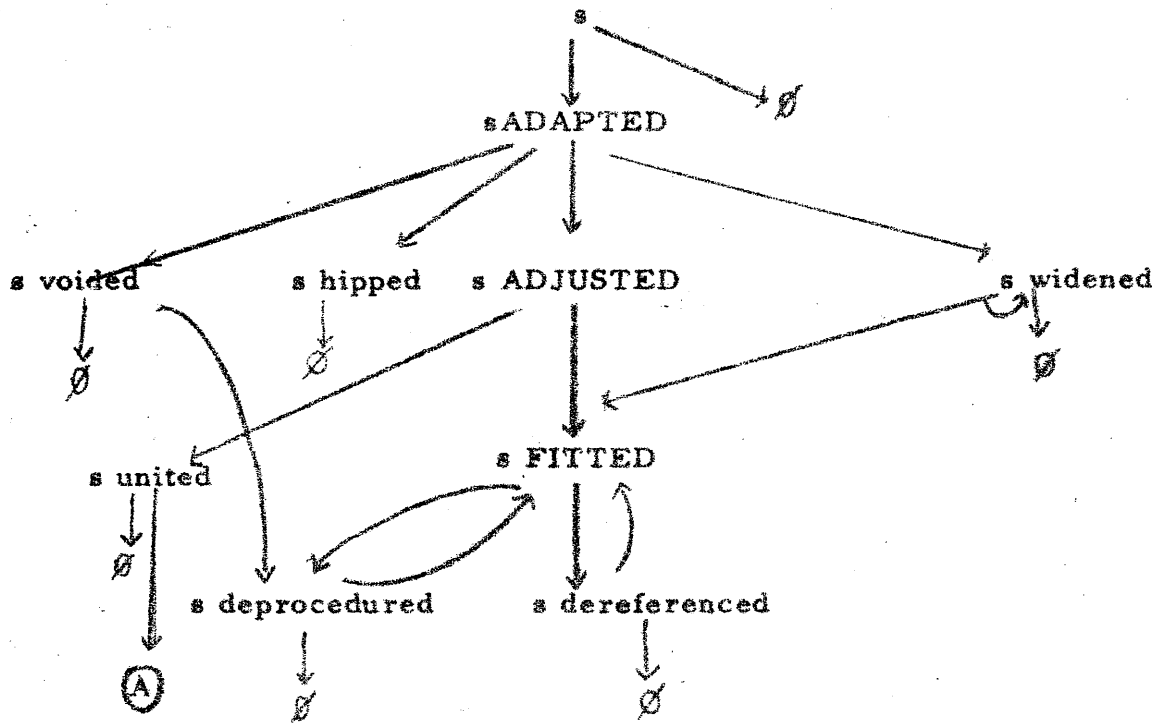 s
∅
sADAPTED
s voided s hipped s ADJUSTED s widened
∅ ∅ ∅
s FITTED
s united
∅
s deprocedured s dereferenced
A ∅ ∅